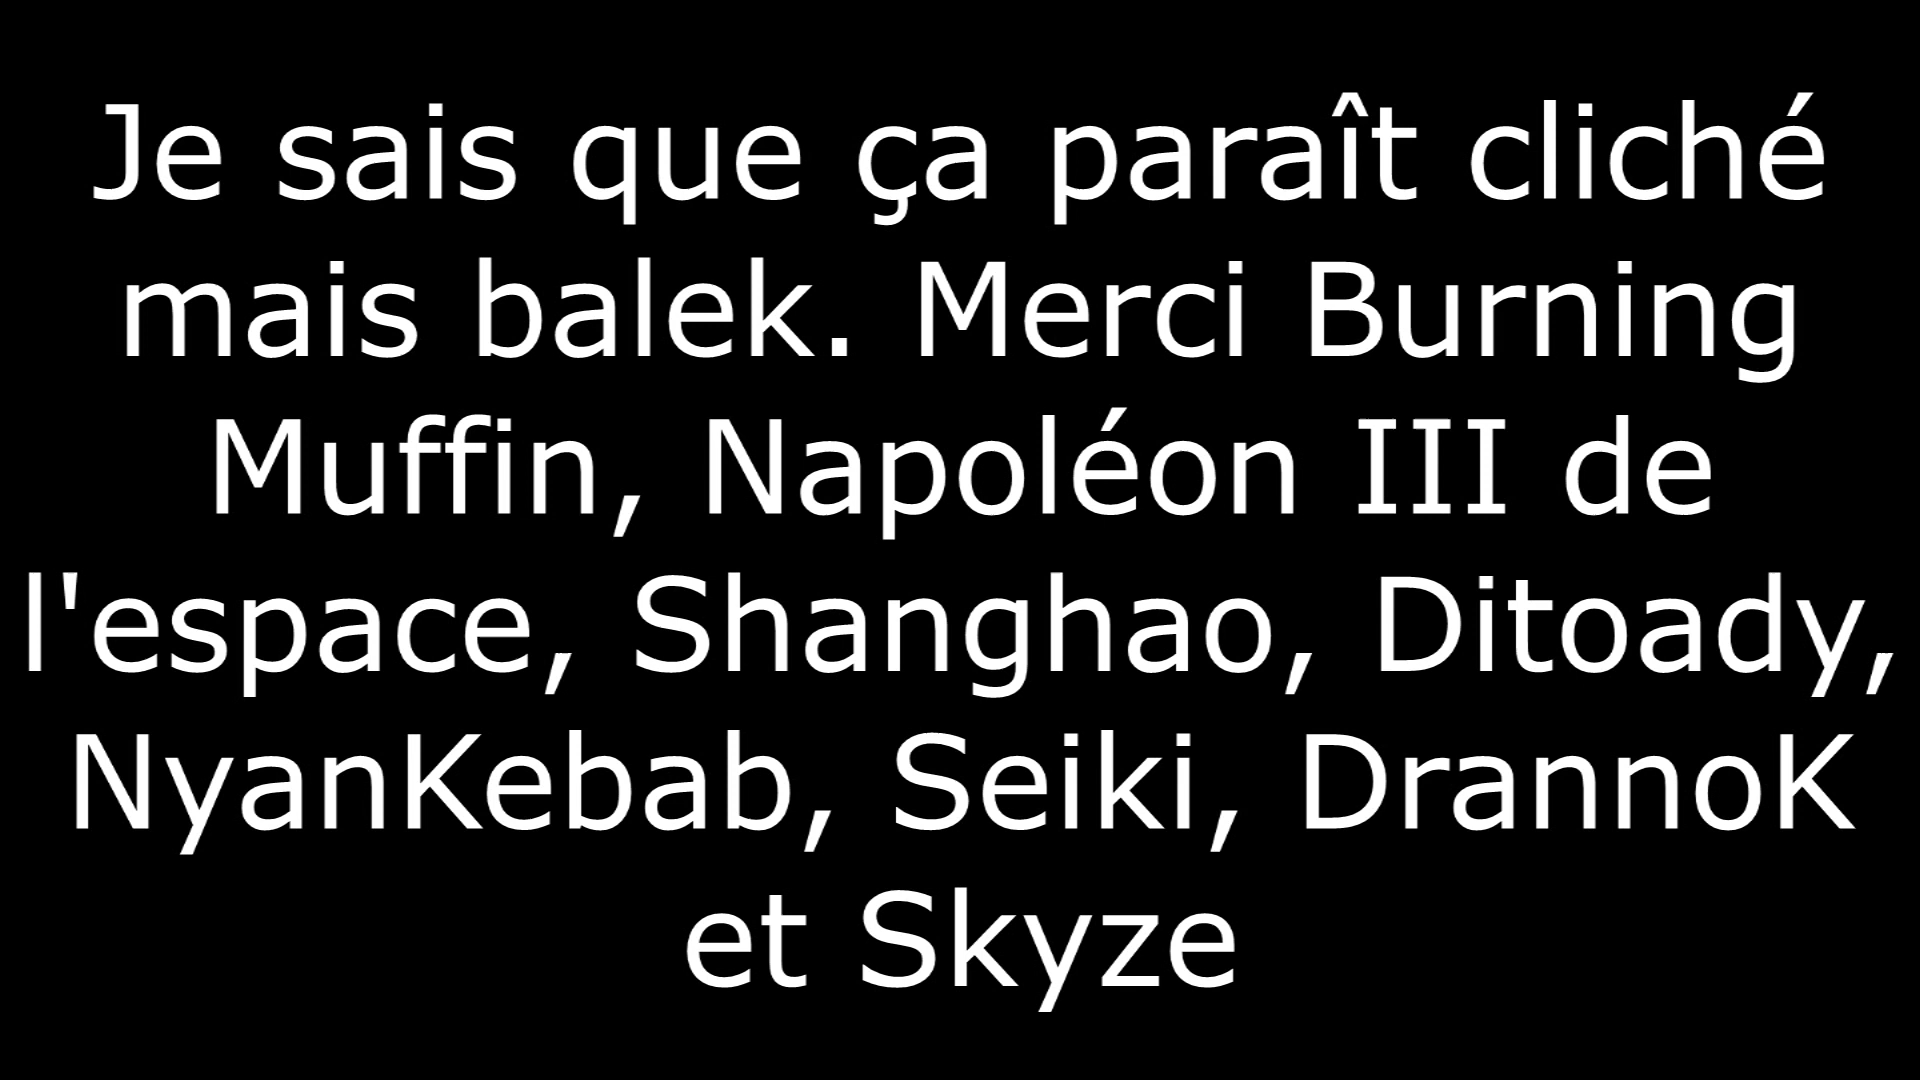 Je sais que ça paraît cliché
mais balek. Merci Burning
Muffin, Napoléon III de
l'espace, Shanghao, Ditoady,
NyanKebab, Seiki, DrannoK
et Skyze